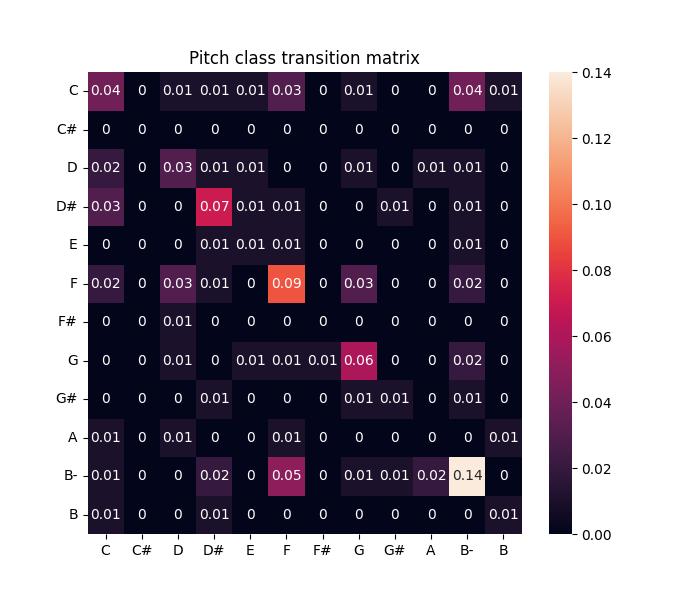 Pitch class transition matrix
C 0.04 0 0.01 0.01 0.01 0.03 0 0.01 0 0 0.04 0.01 0.14
C# 0 0 0 0 0 0 0 0 0 0 0 0 0.12
D 0.02 0 0.03 0.01 0.01 0 0 0.01 0 0.01 0.01 0
D# 0.03 0 0 0.07 0.01 0.01 0 0 0.01 0 0.01 0 0.10
E 0 0 0 0.01 0.01 0.01 0 0 0 0 0.01 0 0.08
F 0.02 0 0.03 0.01 0 0.09 0 0.03 0 0 0.02 0
F# 0 0 0.01 0 0 0 0 0 0 0 0 0 0.06
G 0 0 0.01 0 0.01 0.01 0.01 0.06 0 0 0.02 0
G# 0 0 0 0.01 0 0 0 0.01 0.01 0 0.01 0 0.04
A 0.01 0 0.01 0 0 0.01 0 0 0 0 0 0.01
B- 0.01 0 0 0.02 0 0.05 0 0.01 0.01 0.02 0.14 0 0.02
B 0.01 0 0 0.01 0 0 0 0 0 0 0 0.01 0.00
C C# D D# E F F# G G# A B- B